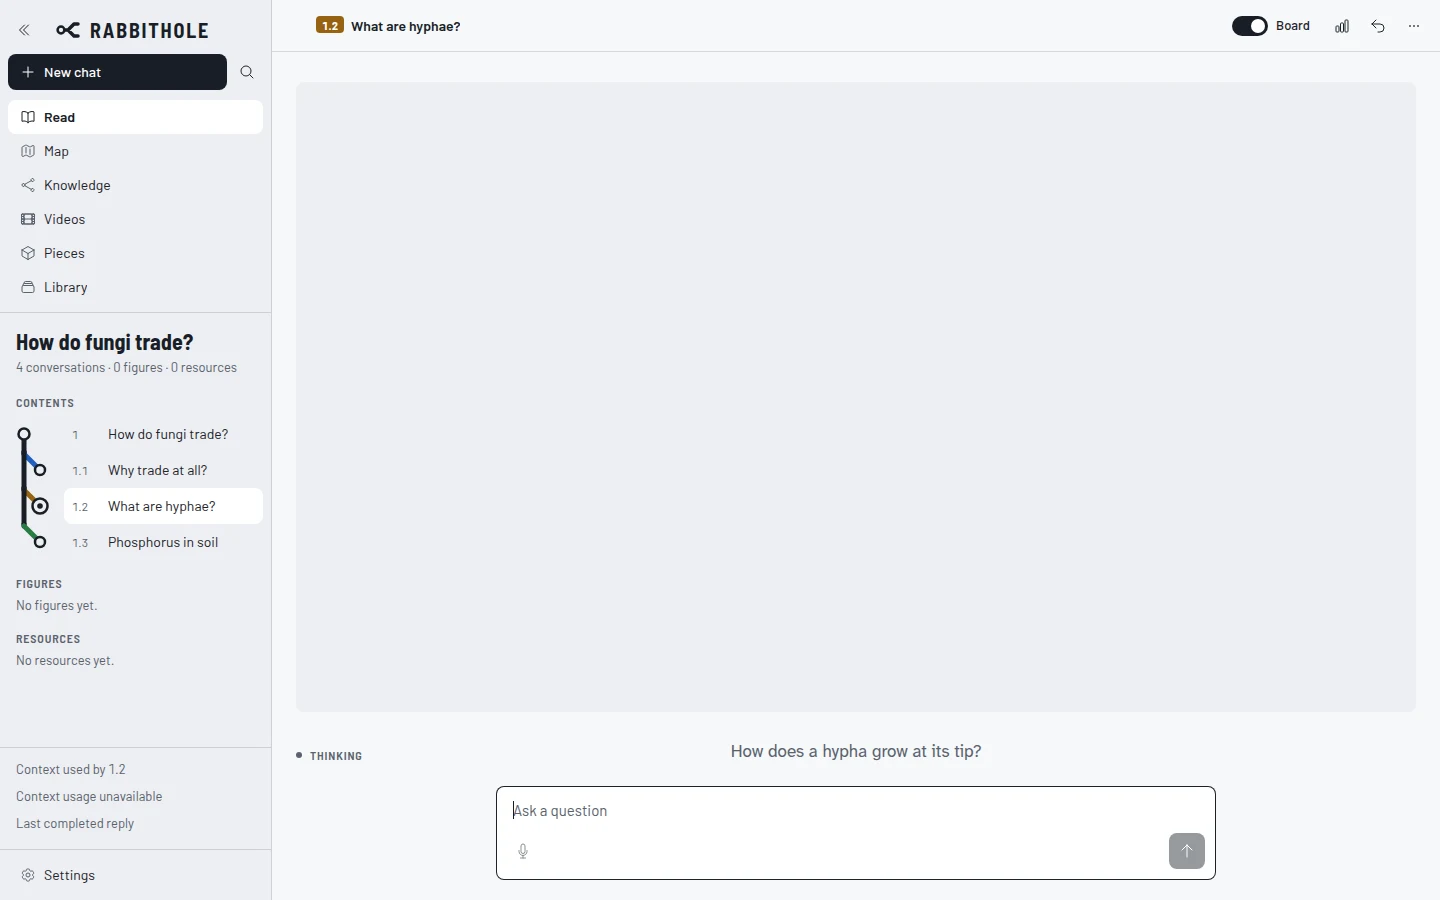 RABBITHOLE
New chat
Read
Map
Knowledge
Videos
Pieces
Library
How do fungi trade?
4 conversations · 0 figures · 0 resources
CONTENTS
1 How do fungi trade?
1.1 Why trade at all?
1.2 What are hyphae?
1.3 Phosphorus in soil
FIGURES
No figures yet.
RESOURCES
No resources yet.
Context used by 1.2
Context usage unavailable
Last completed reply
Settings
1.2 What are hyphae?
Board
THINKING
How does a hypha grow at its tip?
Ask a question